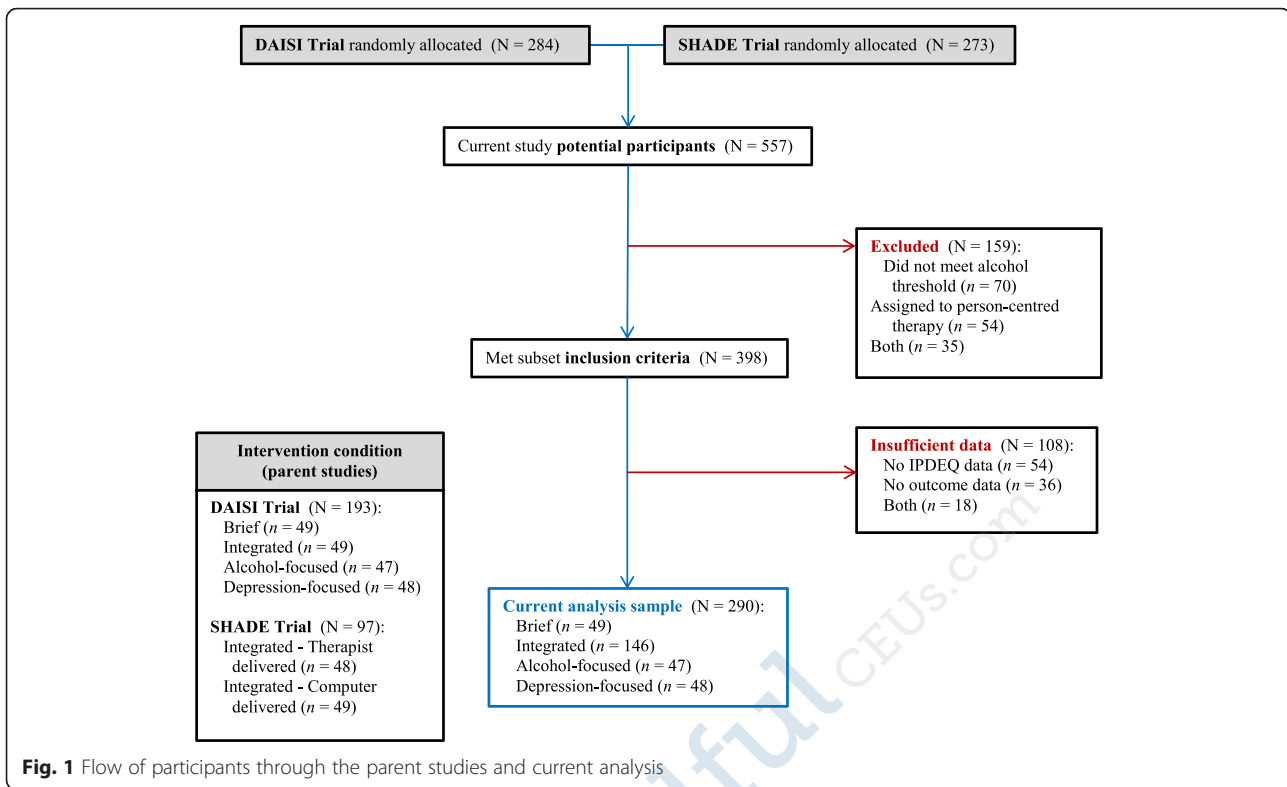 DAISI Trial randomly allocated (N = 284)
SHADE Trial randomly allocated (N = 273)
Current study potential participants (N = 557)
Excluded (N = 159):
Did not meet alcohol
threshold (n = 70)
Assigned to person-centred
therapy (n = 54)
Both (n = 35)
Met subset inclusion criteria (N = 398)
Insufficient data (N = 108):
No IPDEQ data (n = 54)
No outcome data (n = 36)
Both (n = 18)
Intervention condition
(parent studies)
DAISI Trial (N = 193):
Brief (n = 49)
Integrated (n = 49)
Alcohol-focused (n = 47)
Depression-focused (n = 48)
SHADE Trial (N = 97):
Integrated - Therapist
delivered (n = 48)
Integrated - Computer
delivered (n = 49)
Current analysis sample (N = 290):
Brief (n = 49)
Integrated (n = 146)
Alcohol-focused (n = 47)
Depression-focused (n = 48)
CEUs.com
Fig. 1 Flow of participants through the parent studies and current analysis